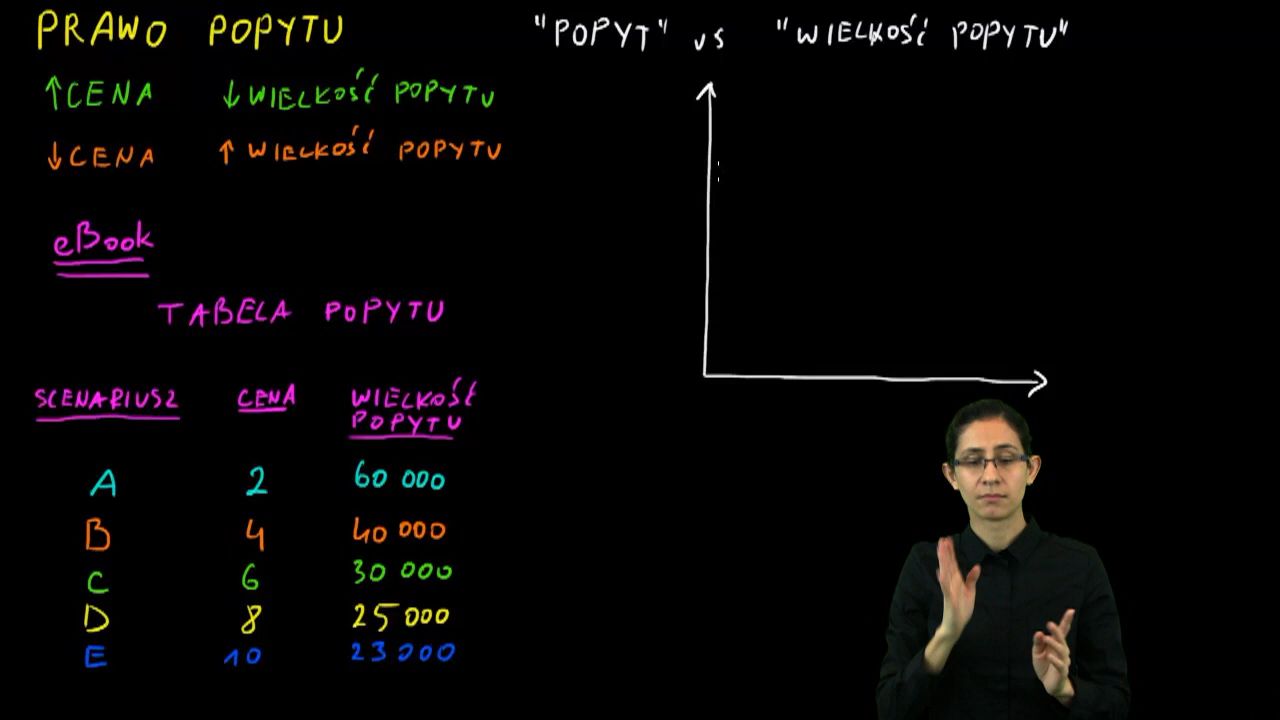 PRAWO POPYTU
↑CENA ↓WIELKOŚĆ POPYTU
↓CENA ↑WIELKOŚĆ POPYTU
eBook
TABELA POPYTU
SCENARIUSZ CENA WIELKOŚĆ POPYTU
A 2 60 000
B 4 40 000
C 6 30 000
D 8 25 000
E 10 23 000
"POPYT" vs "WIELKOŚĆ POPYTU"